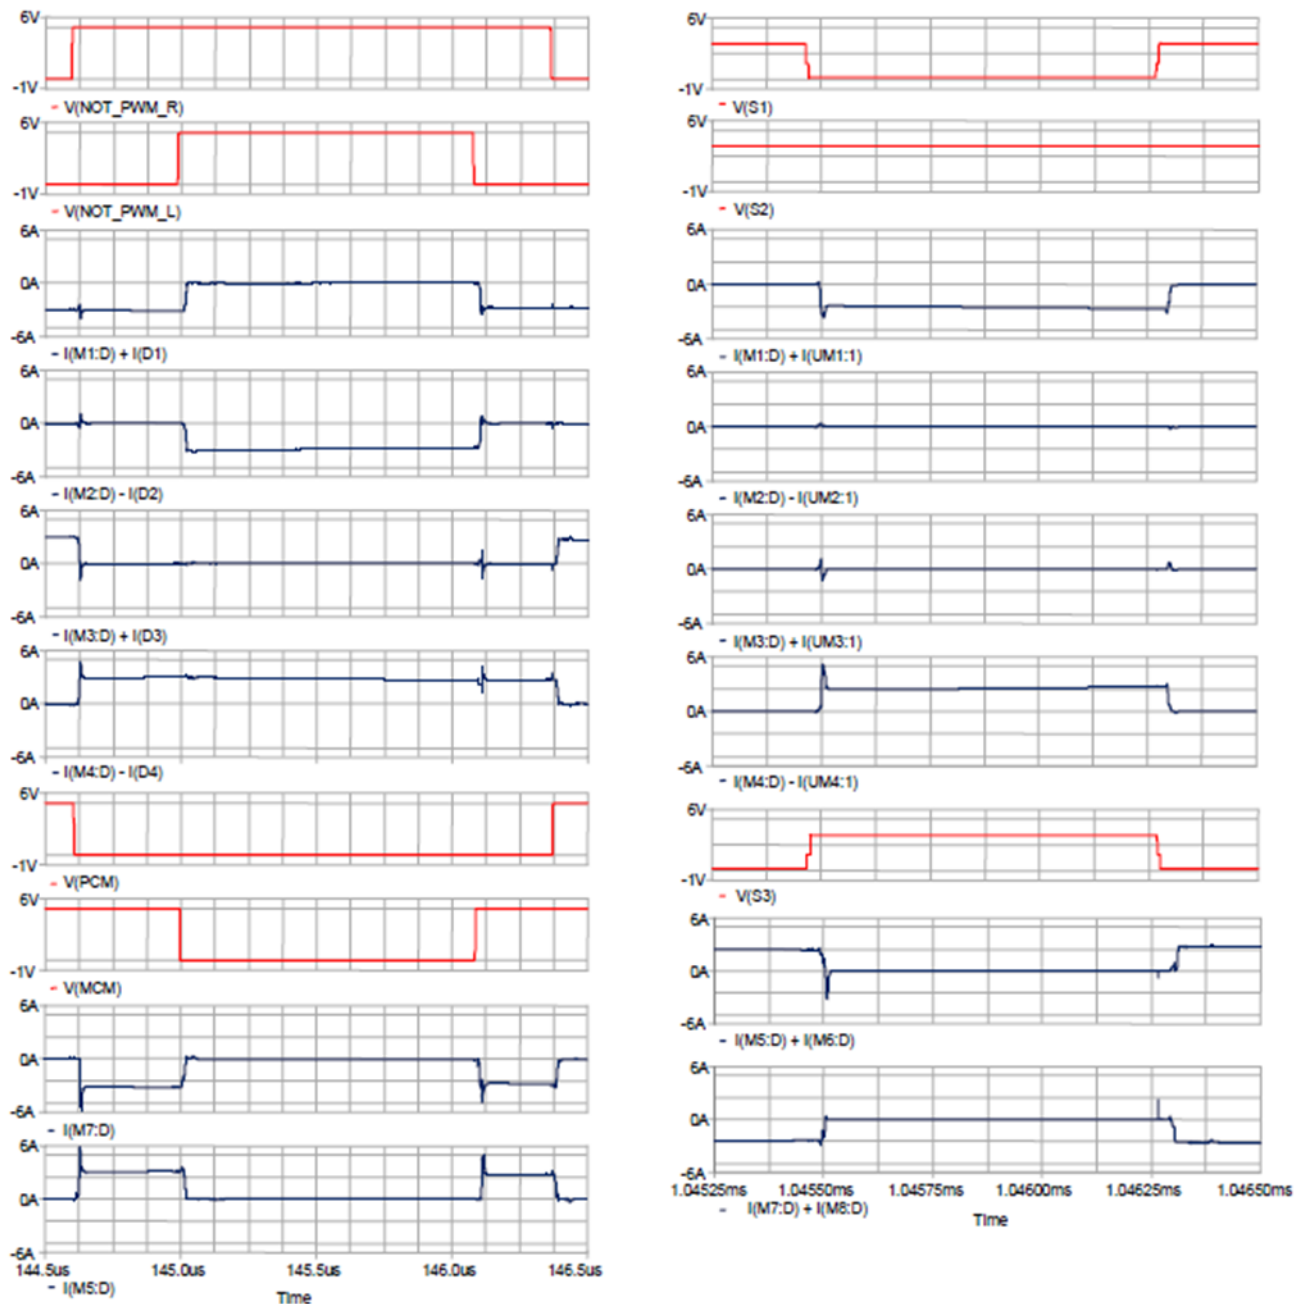 6V
-1V
V(NOT_PWM_R)
6V
-1V
V(NOT_PWM_L)
6A
0A
-6A
I(M1:D) + I(D1)
6A
0A
-6A
I(M2:D) - I(D2)
6A
0A
-6A
I(M3:D) + I(D3)
6A
0A
-6A
I(M4:D) - I(D4)
6V
-1V
V(PCM)
6V
-1V
V(MCM)
6A
0A
-6A
I(M7:D)
6A
0A
-6A
144.5us 145.0us 145.5us 146.0us 146.5us
I(M5:D)
Time
6V
-1V
V(S1)
6V
-1V
V(S2)
6A
0A
-6A
I(M1:D) + I(UM1:1)
6A
0A
-6A
I(M2:D) - I(UM2:1)
6A
0A
-6A
I(M3:D) + I(UM3:1)
6A
0A
-6A
I(M4:D) - I(UM4:1)
6V
-1V
V(S3)
6A
0A
-6A
I(M5:D) + I(M6:D)
6A
0A
-6A
1.04525ms 1.04550ms 1.04575ms 1.04600ms 1.04625ms 1.04650ms
I(M7:D) + I(M8:D)
Time